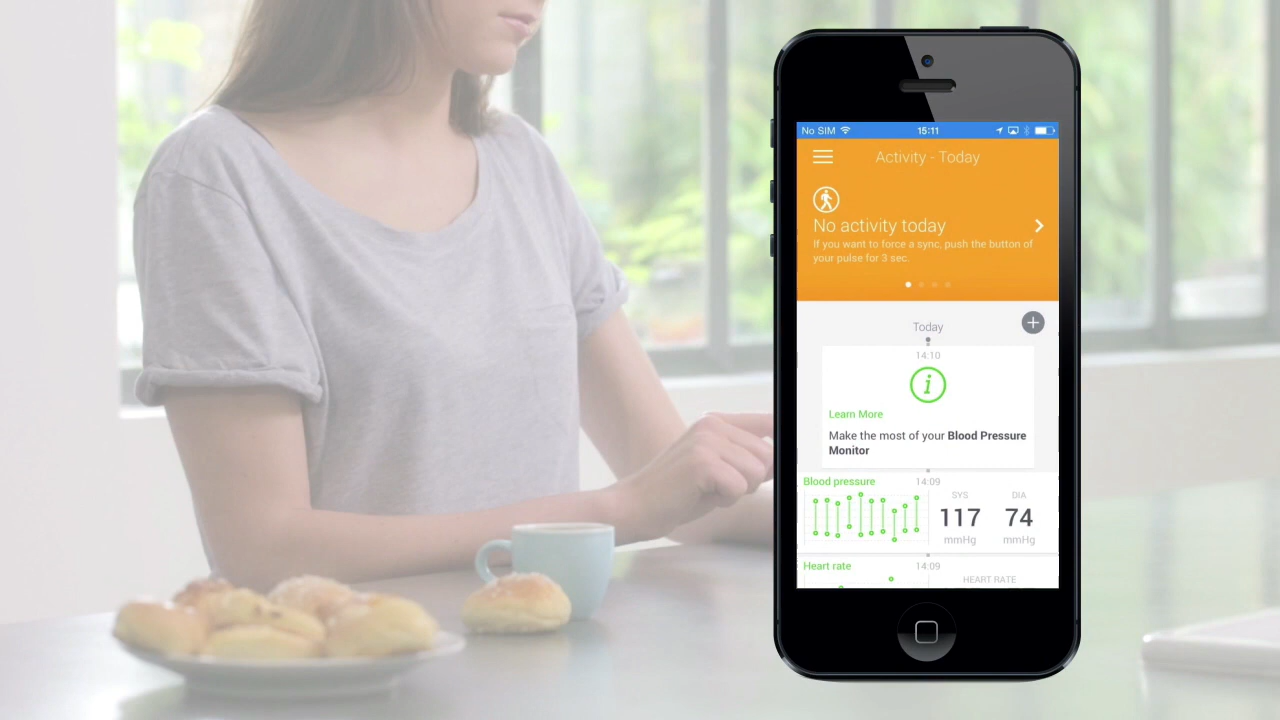 No SIM 15:11
Activity - Today
No activity today
If you want to force a sync, push the button of
your pulse for 3 sec.
Today
14:10
i
Learn More
Make the most of your Blood Pressure
Monitor
Blood pressure 14:09
SYS DIA
117 74
mmHg mmHg
Heart rate 14:09
HEART RATE